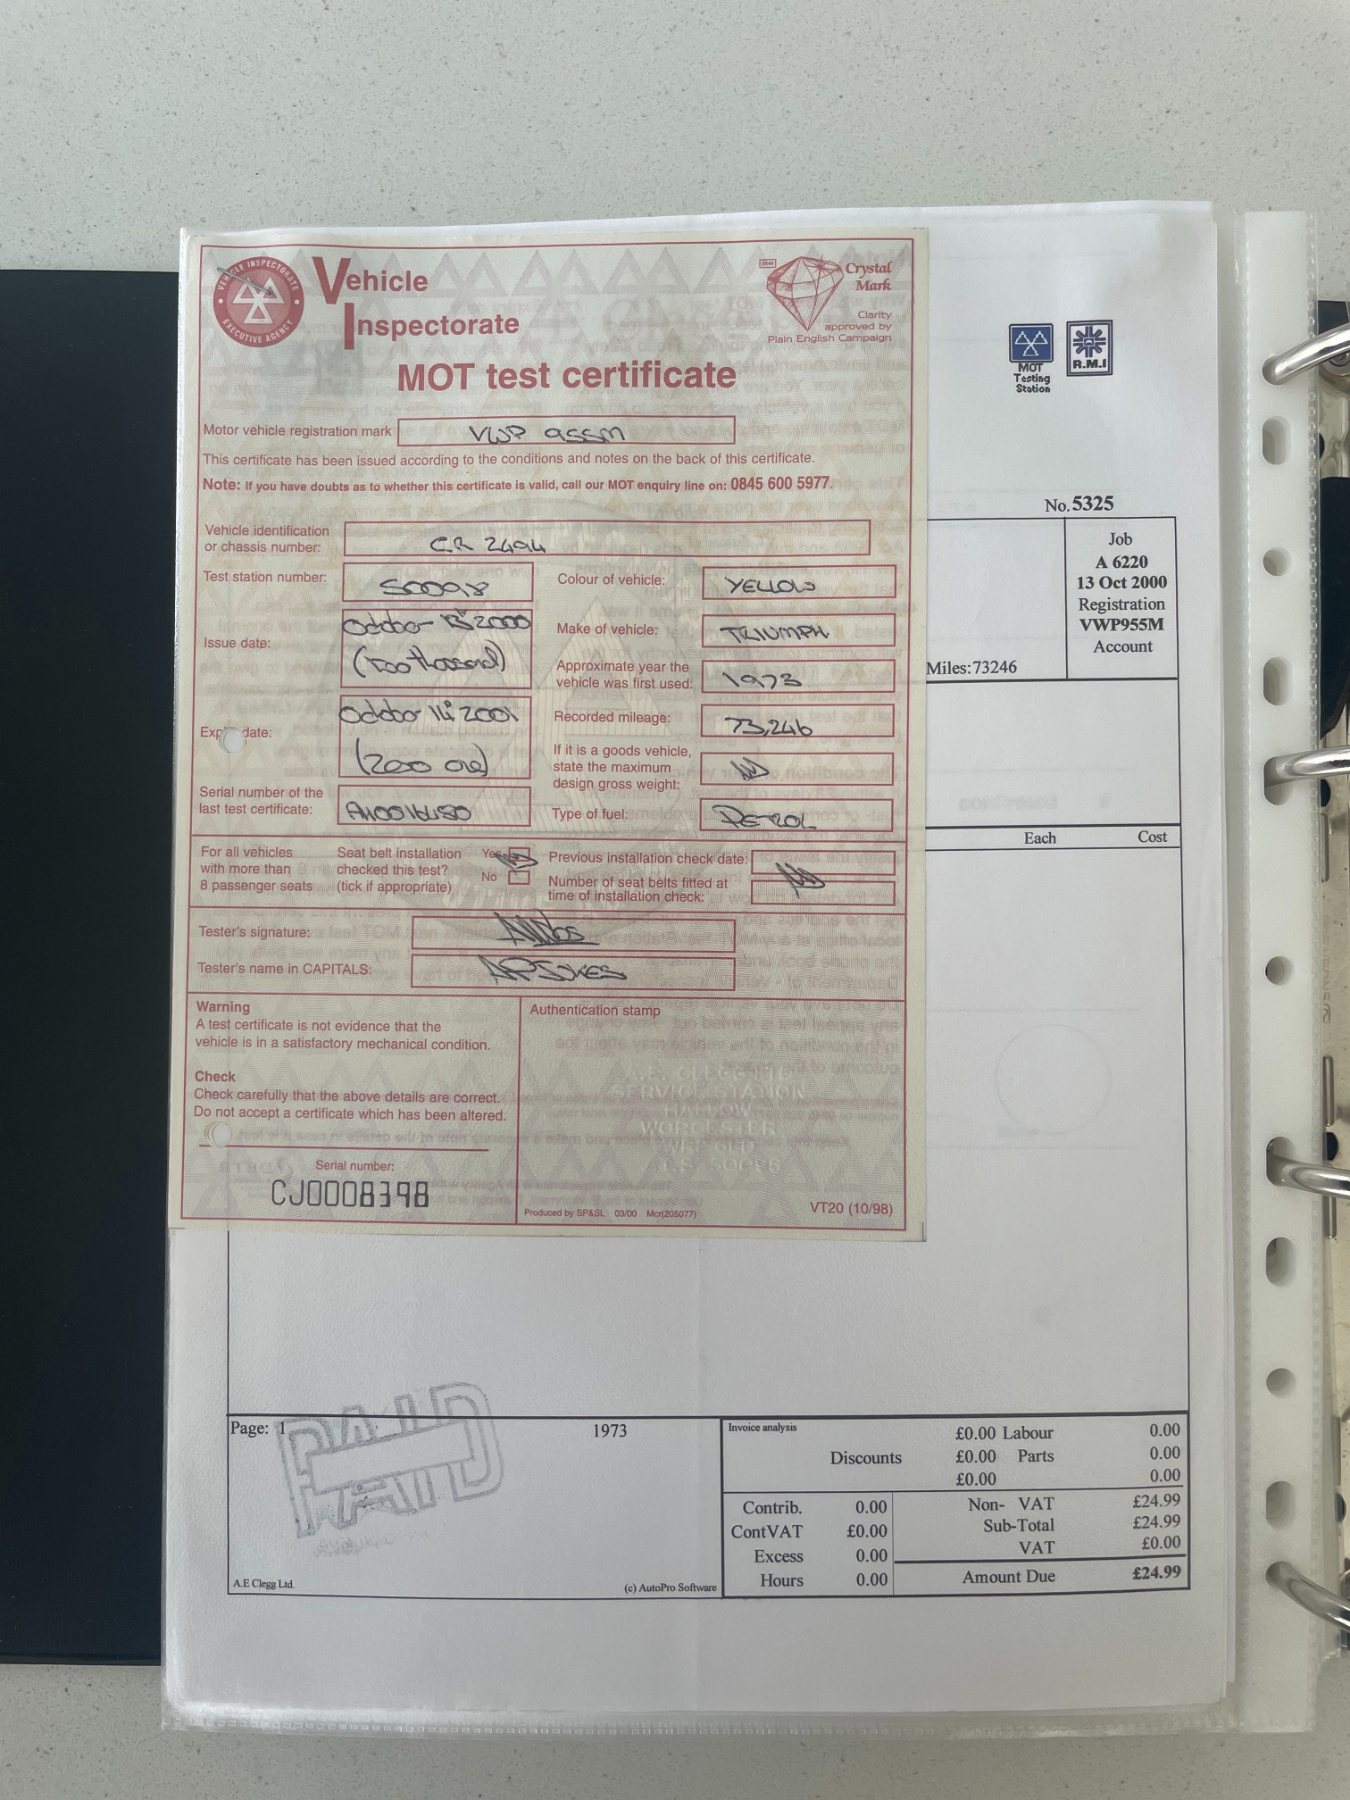 VEHICLE INSPECTORATE
EXECUTIVE AGENCY
Vehicle
Inspectorate
Crystal
Mark
Clarity
approved by
Plain English Campaign
MOT test certificate
Motor vehicle registration mark VWP 955M
This certificate has been issued according to the conditions and notes on the back of this certificate.
Note: If you have doubts as to whether this certificate is valid, call our MOT enquiry line on: 0845 600 5977.
Vehicle identification
or chassis number: CR 2494
Test station number: S00098
Colour of vehicle: YELLOW
Issue date: October 13th 2000
(Two thousand)
Make of vehicle: TRIUMPH
Approximate year the
vehicle was first used: 1973
Expiry date: October 14th 2001
(2000 one)
Recorded mileage: 73,246
If it is a goods vehicle,
state the maximum
design gross weight:
Serial number of the
last test certificate:
Type of fuel: PETROL
For all vehicles
with more than
8 passenger seats
Seat belt installation
checked this test?
(tick if appropriate)
Yes
No
Previous installation check date:
Number of seat belts fitted at
time of installation check:
Tester's signature:
Tester's name in CAPITALS:
Warning
A test certificate is not evidence that the
vehicle is in a satisfactory mechanical condition.
Check
Check carefully that the above details are correct.
Do not accept a certificate which has been altered.
Serial number:
CJ0008398
Authentication stamp
SERVICE STATION
HALLOW
WORCESTER
Produced by SP&SL 03/00 Mcr(205077)
VT20 (10/98)
MOT
Testing
Station
R.M.I
No. 5325
Job
A 6220
13 Oct 2000
Registration
VWP955M
Account
Miles:73246
Each Cost
Page: 1
1973
PAID
Invoice analysis
£0.00 Labour 0.00
Discounts £0.00 Parts 0.00
£0.00 0.00
Contrib. 0.00 Non- VAT £24.99
ContVAT £0.00 Sub-Total £24.99
Excess 0.00 VAT £0.00
Hours 0.00 Amount Due £24.99
A.E Clegg Ltd.
(c) AutoPro Software